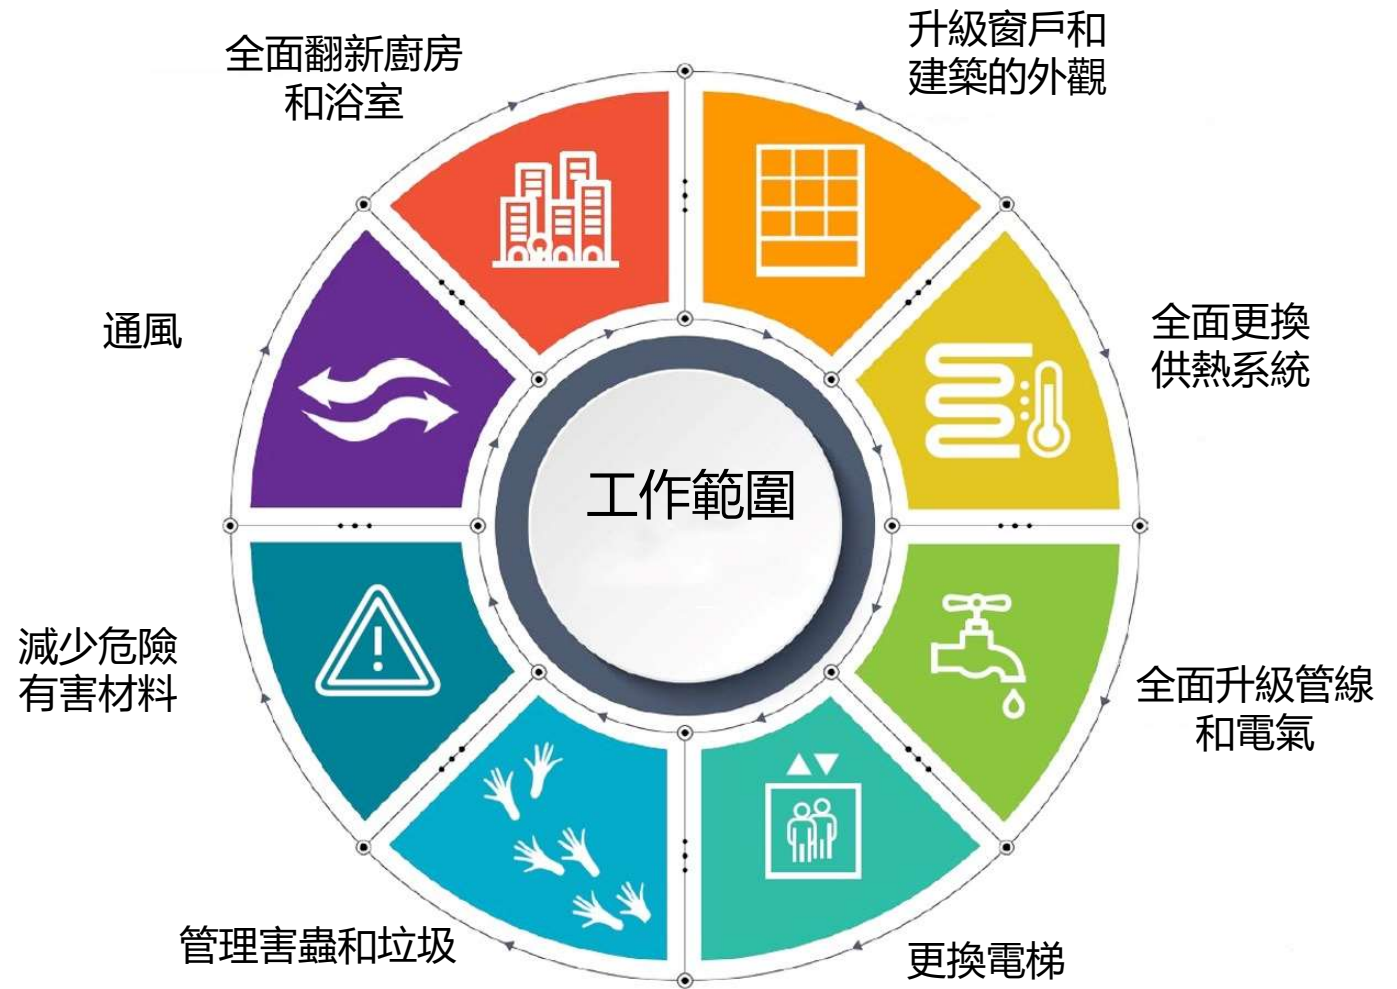 全面翻新廚房
和浴室
升級窗戶和
建築的外觀
通風
全面更換
供熱系統
工作範圍
減少危險
有害材料
全面升級管線
和電氣
管理害蟲和垃圾
更換電梯